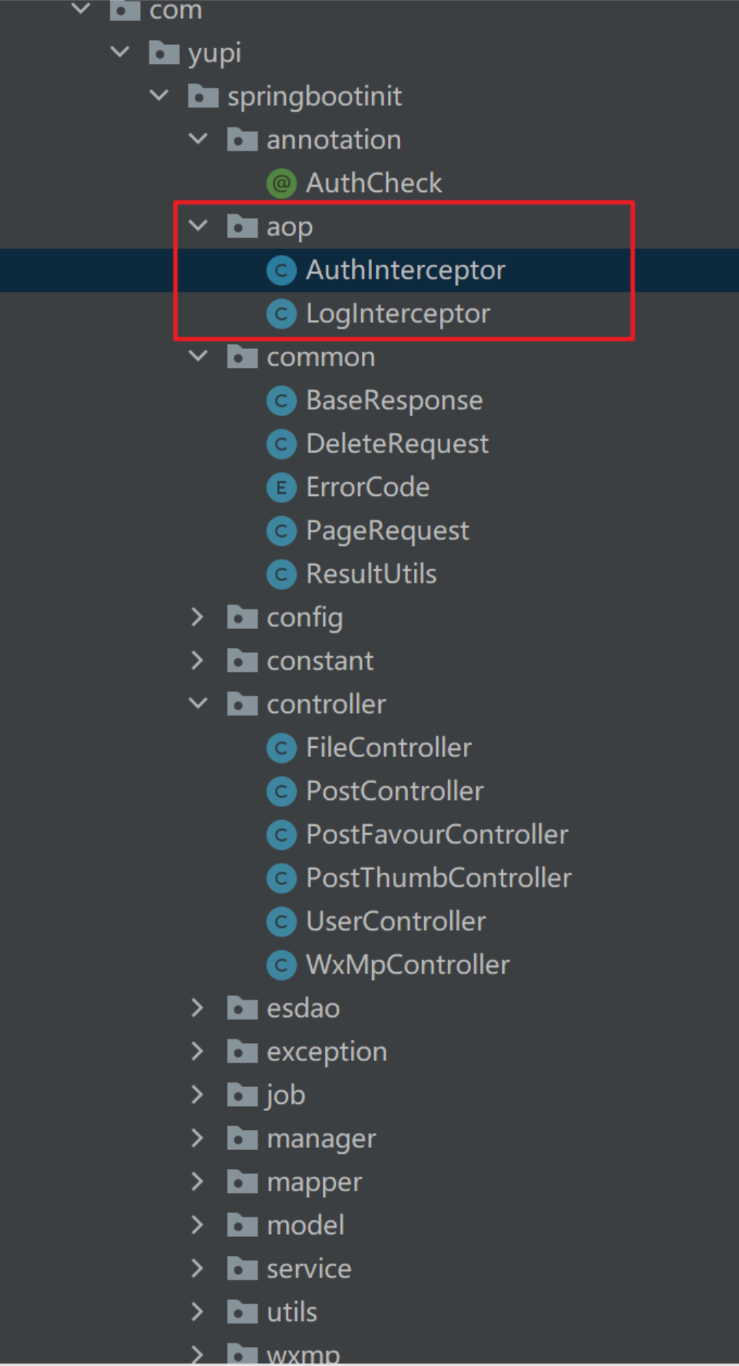 com
yupi
springbootinit
annotation
@ AuthCheck
aop
C AuthInterceptor
C LogInterceptor
common
C BaseResponse
C DeleteRequest
E ErrorCode
C PageRequest
C ResultUtils
config
constant
controller
C FileController
C PostController
C PostFavourController
C PostThumbController
C UserController
C WxMpController
esdao
exception
job
manager
mapper
model
service
utils
wxmp